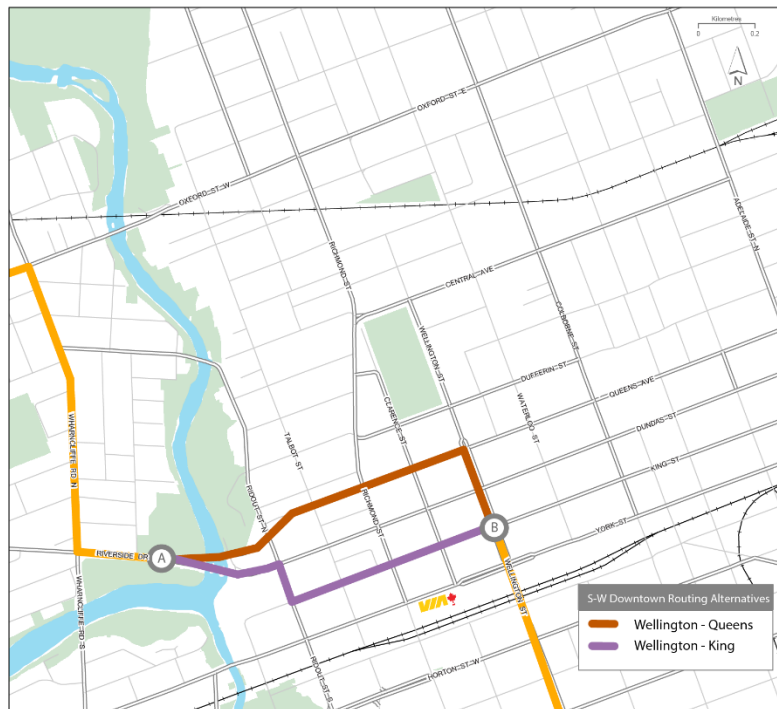 Kilometres
0 0.2
N
OXFORD-ST-E
OXFORD-ST-W
ADELAIDE-ST-N
RICHMOND-ST
CENTRAL-AVE
WELLINGTON-ST
COLBORNE-ST
DUFFERIN-ST
QUEENS-AVE
CLARENCE-ST
WATERLOO-ST
DUNDAS-ST
WHARNCLIFFE-RD-N
TALBOT-ST
KING-ST
RICHMOND-ST
RIDOUT-ST-N
YORK-ST
RIVERSIDE DR
A
B
WELLINGTON-ST
WHARNCLIFFE-RD-S
VIA
HORTON-ST-W
RIDOUT-ST-S
S-W Downtown Routing Alternatives
Wellington - Queens
Wellington - King